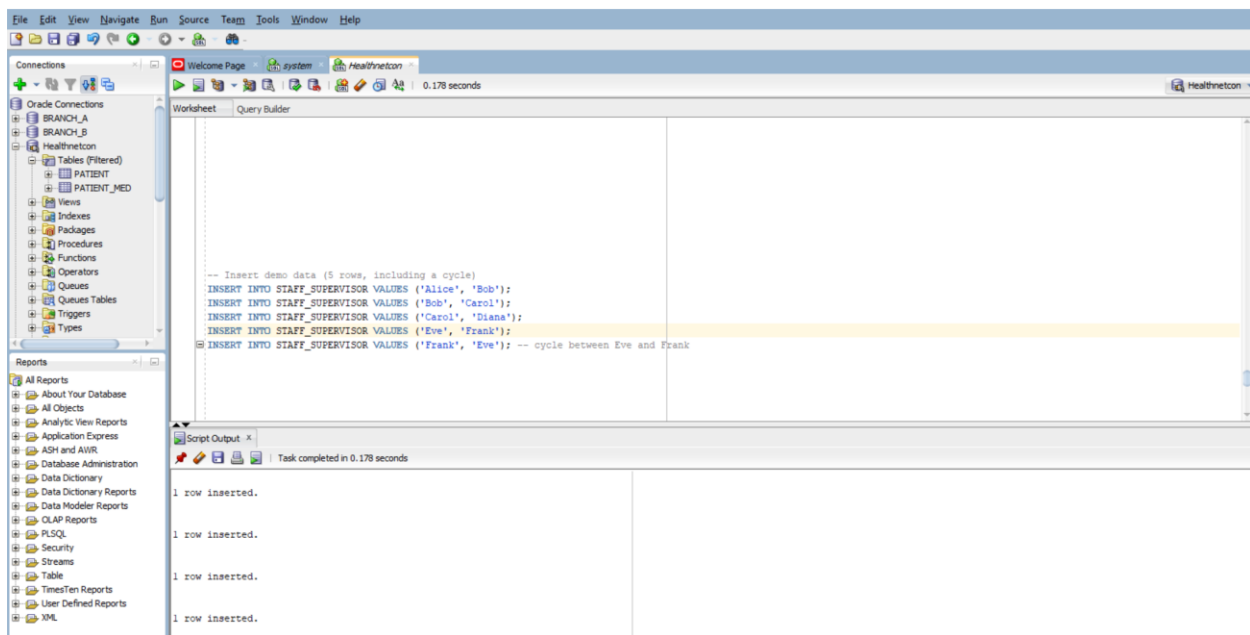 File Edit View Navigate Run Source Team Tools Window Help
Connections
Oracle Connections
BRANCH_A
BRANCH_B
Healthnetcon
Tables (Filtered)
PATIENT
PATIENT_MED
Views
Indexes
Packages
Procedures
Functions
Operators
Queues
Queues Tables
Triggers
Types
Reports
All Reports
About Your Database
All Objects
Analytic View Reports
Application Express
ASH and AWR
Database Administration
Data Dictionary
Data Dictionary Reports
Data Modeler Reports
OLAP Reports
PLSQL
Security
Streams
Table
TimesTen Reports
User Defined Reports
XML
Welcome Page system Healthnetcon
0.178 seconds Healthnetcon
Worksheet Query Builder
-- Insert demo data (5 rows, including a cycle)
INSERT INTO STAFF_SUPERVISOR VALUES ('Alice', 'Bob');
INSERT INTO STAFF_SUPERVISOR VALUES ('Bob', 'Carol');
INSERT INTO STAFF_SUPERVISOR VALUES ('Carol', 'Diana');
INSERT INTO STAFF_SUPERVISOR VALUES ('Eve', 'Frank');
INSERT INTO STAFF_SUPERVISOR VALUES ('Frank', 'Eve'); -- cycle between Eve and Frank
Script Output
Task completed in 0.178 seconds
1 row inserted.
1 row inserted.
1 row inserted.
1 row inserted.